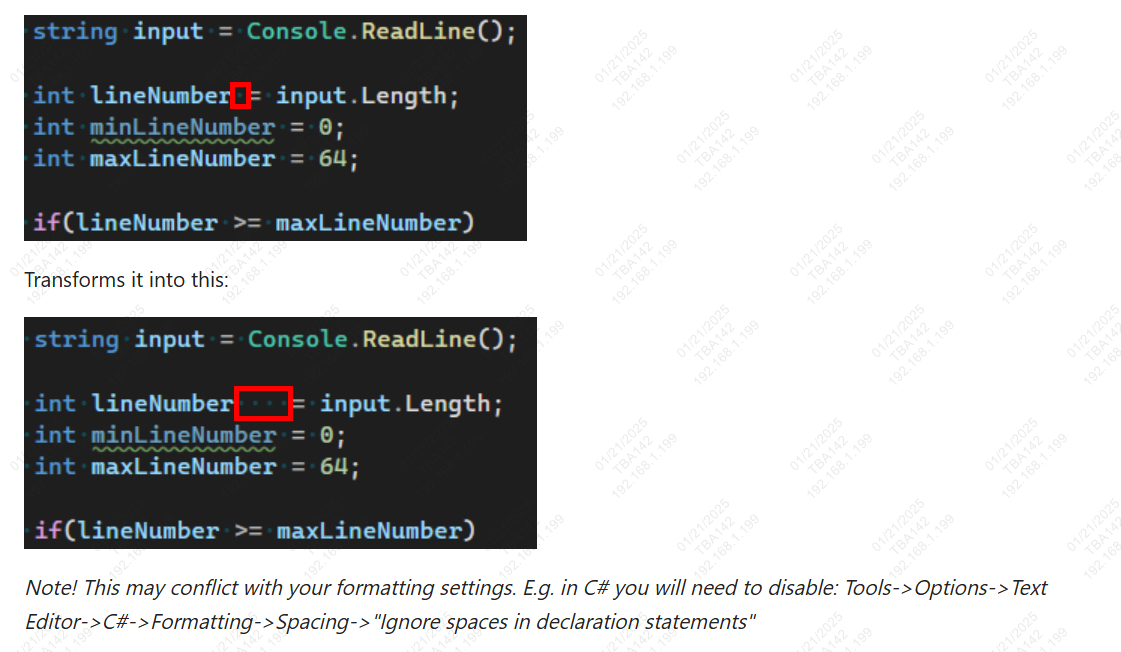 string input = Console.ReadLine();
int lineNumber = input.Length;
int minLineNumber = 0;
int maxLineNumber = 64;
if(lineNumber >= maxLineNumber)
Transforms it into this:
string input = Console.ReadLine();
int lineNumber    = input.Length;
int minLineNumber = 0;
int maxLineNumber = 64;
if(lineNumber >= maxLineNumber)
Note! This may conflict with your formatting settings. E.g. in C# you will need to disable: Tools->Options->Text
Editor->C#->Formatting->Spacing->"Ignore spaces in declaration statements"
01/21/2025
TBA142
192.168.1.199